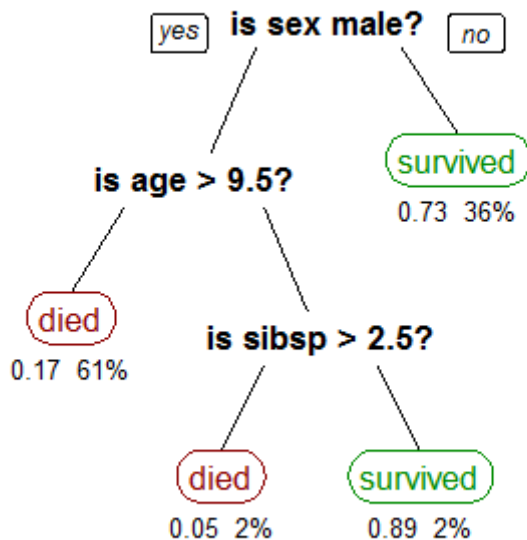 yes is sex male? no
survived
is age > 9.5?
0.73 36%
died
is sibsp > 2.5?
0.17 61%
died survived
0.05 2% 0.89 2%